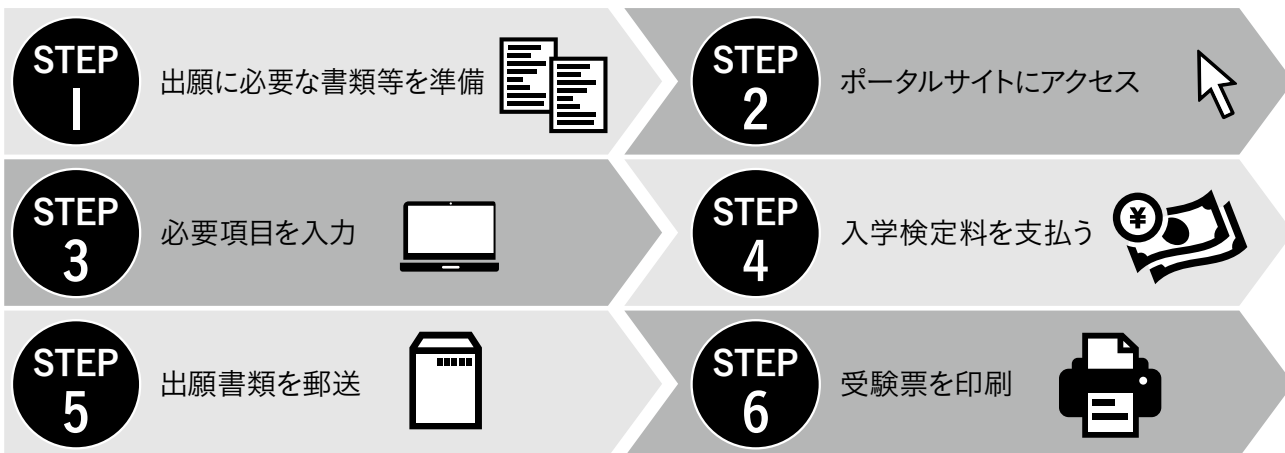 STEP
1
出願に必要な書類等を準備
STEP
2
ポータルサイトにアクセス
STEP
3
必要項目を入力
STEP
4
入学検定料を支払う
¥
STEP
5
出願書類を郵送
STEP
6
受験票を印刷